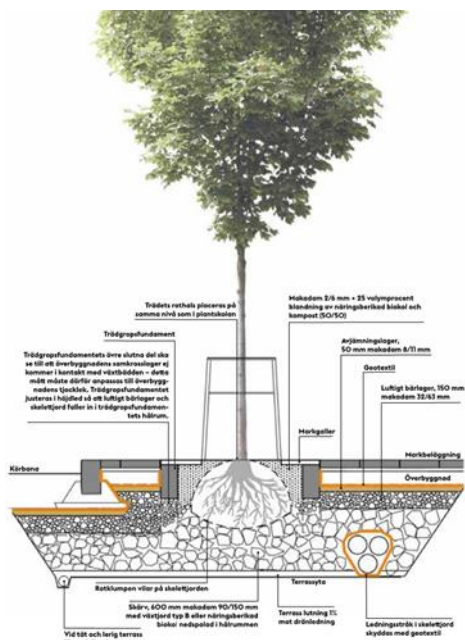 Trädets rothals placeras på
samma nivå som i plantskolan
Makadam 2/6 mm + 25 volymprocent
blandning av näringsberikad biokol och
kompost (50/50)
Trädgropsfundament
Avjämningslager,
50 mm makadam 8/11 mm
Trädgropsfundamentets övre slutna del ska
se till att överbyggnadens samkrosslager ej
kommer i kontakt med växtbädden – detta
mått måste därför anpassas till överbygg-
nadens tjocklek. Trädgropsfundamentet
justeras i höjdled så att luftigt bärlager och
skelettjord faller in i trädgropsfundamen-
tets hålrum.
Geotextil
Luftigt bärlager, 150 mm
makadam 32/63 mm
Markgaller
Markbeläggning
Körbana
Överbyggnad
Rotklumpen vilar på skelettjorden
Terrassyta
Skärv, 600 mm makadam 90/150 mm
med växtjord typ B eller näringsberikad
biokol nedspolad i hålrummen
Terrass lutning 1%
mot dränledning
Ledningsstråk i skelettjord
skyddas med geotextil
Vid tät och lerig terrass